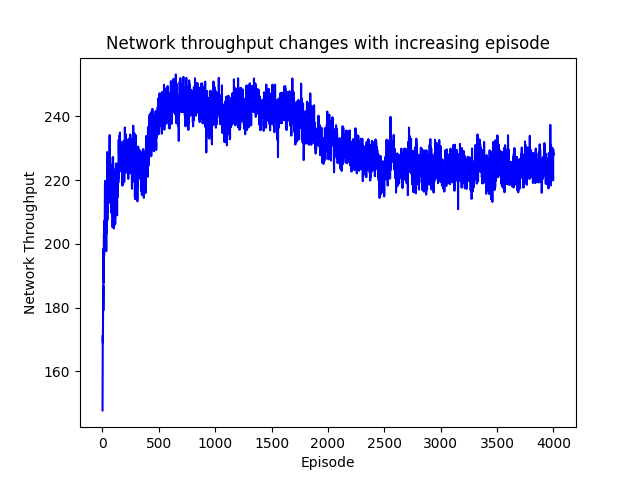 Network throughput changes with increasing episode
240
220
200
180
160
Network Throughput
0 500 1000 1500 2000 2500 3000 3500 4000
Episode